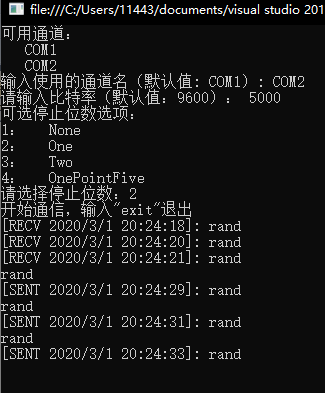 file:///C:/Users/11443/documents/visual studio 201
可用通道：
COM1
COM2
输入使用的通道名（默认值: COM1）: COM2
请输入比特率（默认值: 9600）: 5000
可选停止位数选项:
1: None
2: One
3: Two
4: OnePointFive
请选择停止位数: 2
开始通信，输入"exit"退出
[RECV 2020/3/1 20:24:18]: rand
[RECV 2020/3/1 20:24:20]: rand
[RECV 2020/3/1 20:24:21]: rand
rand
[SENT 2020/3/1 20:24:29]: rand
rand
[SENT 2020/3/1 20:24:31]: rand
rand
[SENT 2020/3/1 20:24:33]: rand